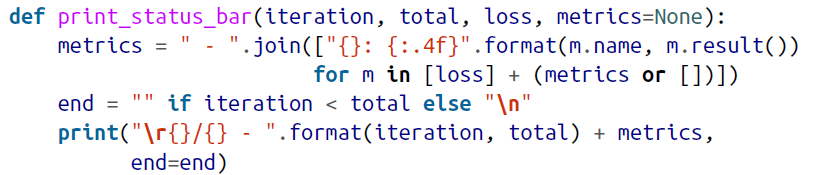 def print_status_bar(iteration, total, loss, metrics=None):
    metrics = " - ".join(["{}: {:.4f}".format(m.name, m.result())
                         for m in [loss] + (metrics or [])])
    end = "" if iteration < total else "\n"
    print("\r{}/{} - ".format(iteration, total) + metrics,
          end=end)